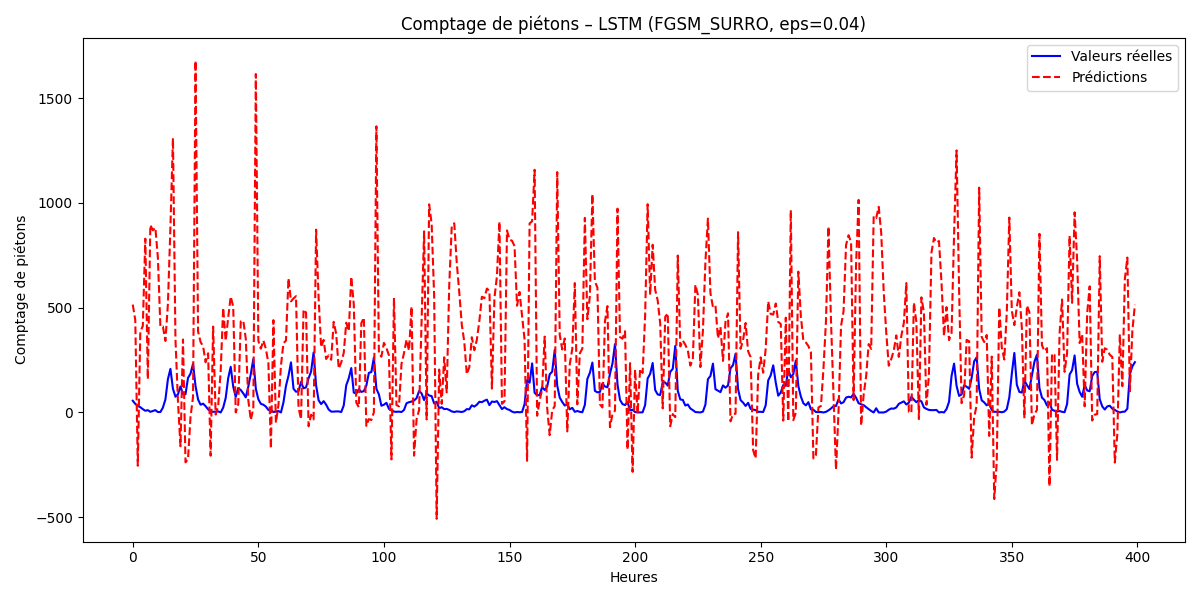 Comptage de piétons – LSTM (FGSM_SURRO, eps=0.04)
Valeurs réelles
Prédictions
Comptage de piétons
1500
1000
500
0
−500
0 50 100 150 200 250 300 350 400
Heures